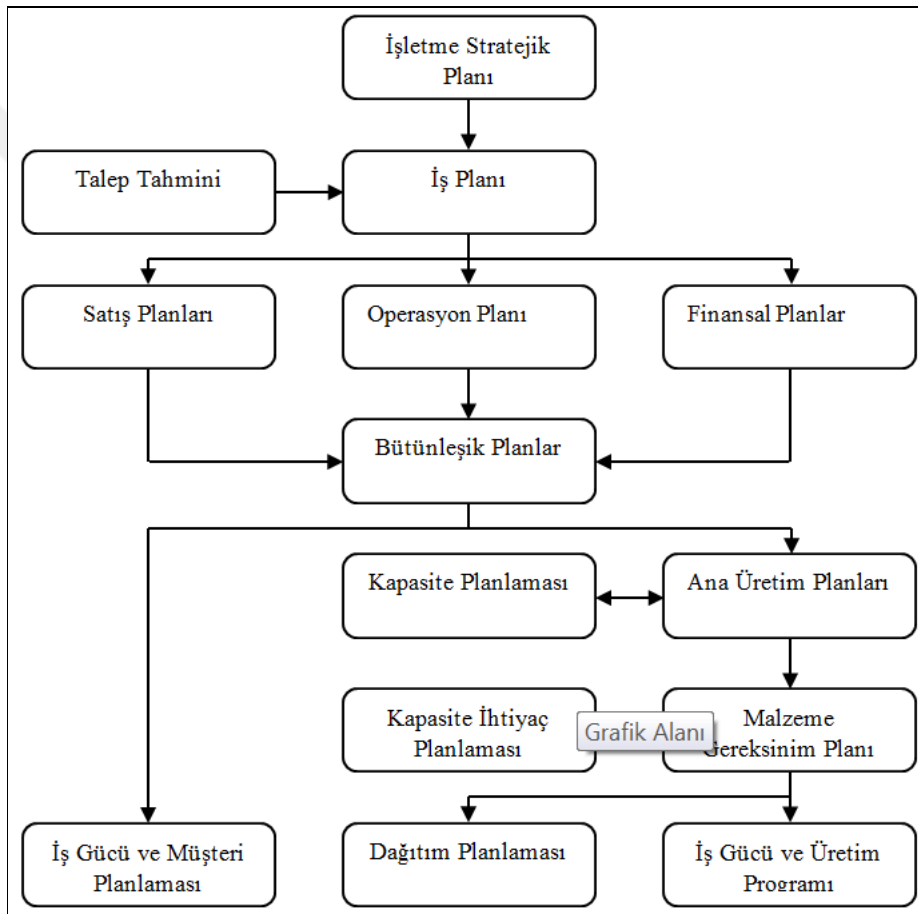 İşletme Stratejik
Planı
Talep Tahmini
İş Planı
Satış Planları
Operasyon Planı
Finansal Planlar
Bütünleşik Planlar
Kapasite Planlaması
Ana Üretim Planları
Kapasite İhtiyaç
Planlaması
Grafik Alanı
Malzeme
Gereksinim Planı
İş Gücü ve Müşteri
Planlaması
Dağıtım Planlaması
İş Gücü ve Üretim
Programı